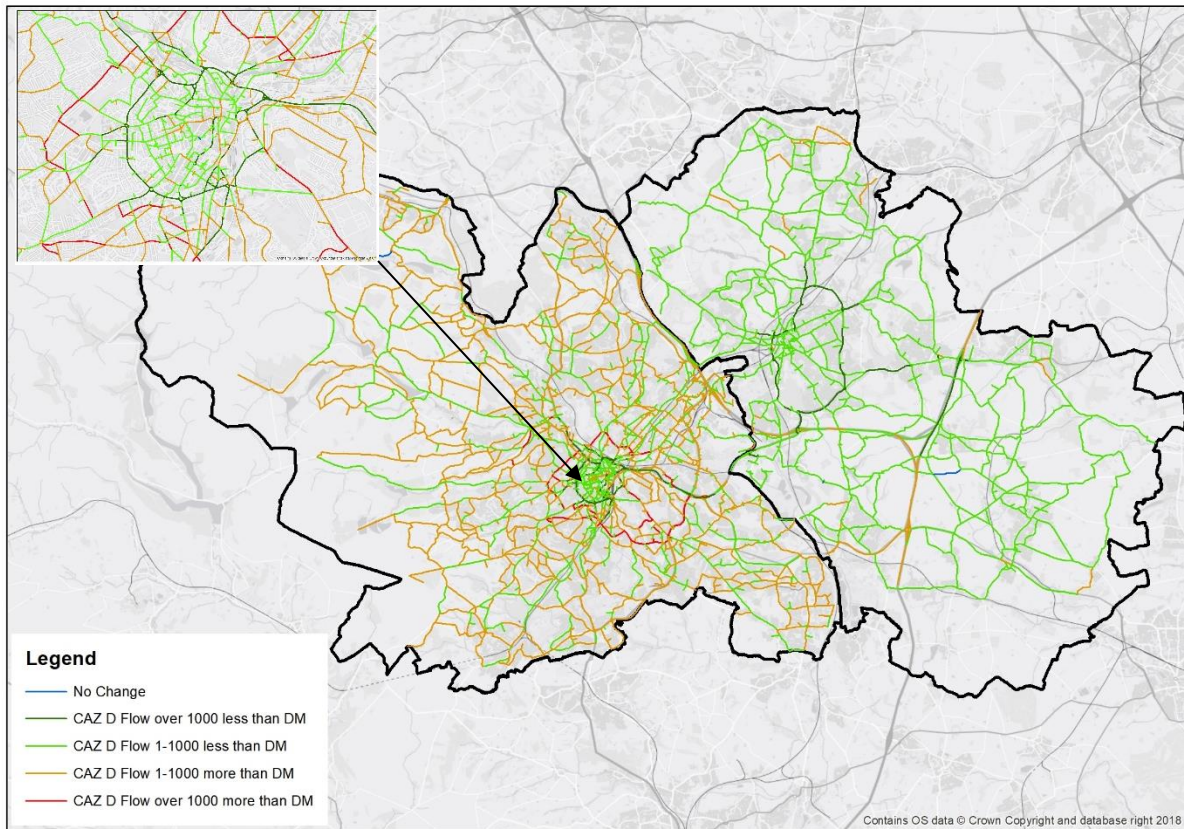 Legend
No Change
CAZ D Flow over 1000 less than DM
CAZ D Flow 1-1000 less than DM
CAZ D Flow 1-1000 more than DM
CAZ D Flow over 1000 more than DM
Contains OS data © Crown Copyright and database right 2018